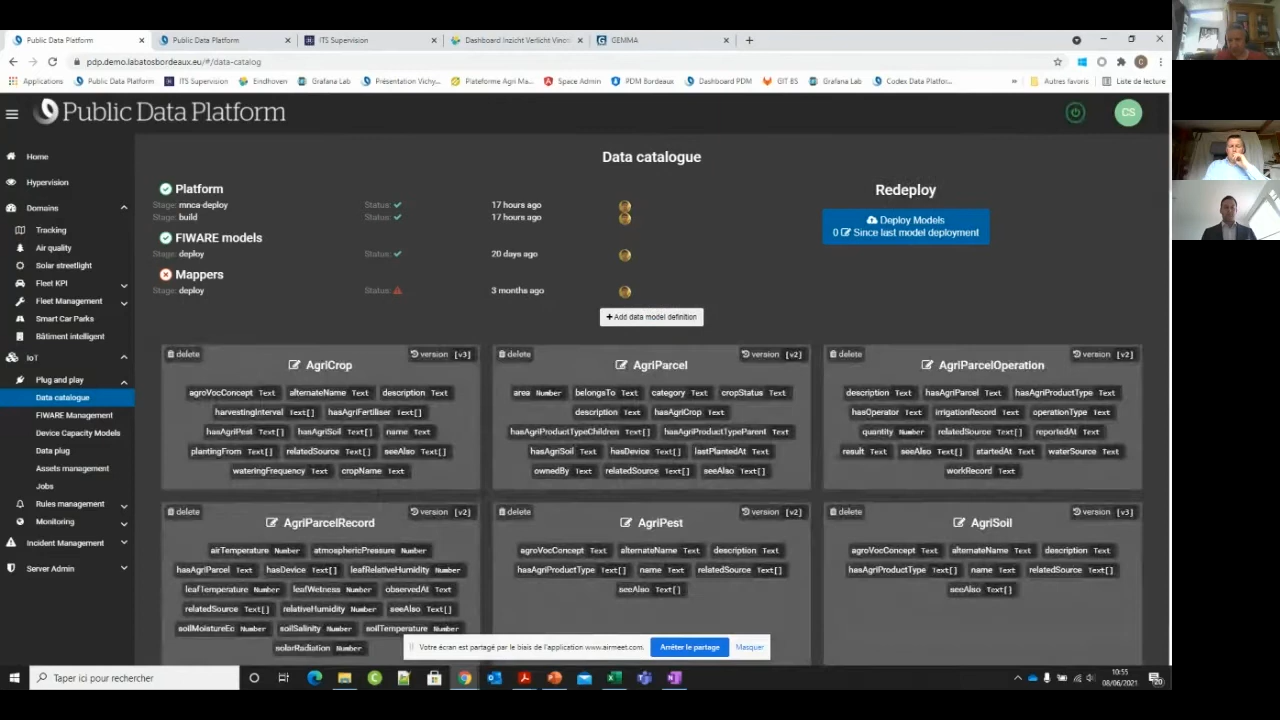 Public Data Platform
Public Data Platform
ITS Supervision
Dashboard Inzicht Verlicht Vinot
GEMMA
pdp.demo.labatosbordeaux.eu/#/data-catalog
Applications
Public Data Platform
ITS Supervision
Eindhoven
Grafana Lab
Présentation Vichy...
Plateforme Agri Ma...
Space Admin
PDM Bordeaux
Dashboard PDM
GIT BS
Grafana Lab
Codex Data Platfor...
»
Autres favoris
Liste de lecture
Public Data Platform
CS
Home
Hypervision
Domains
Tracking
Air quality
Solar streetlight
Fleet KPI
Fleet Management
Smart Car Parks
Bâtiment intelligent
IoT
Plug and play
Data catalogue
FIWARE Management
Device Capacity Models
Data plug
Assets management
Jobs
Rules management
Monitoring
Incident Management
Server Admin
Data catalogue
Platform
Stage: mnca-deploy Status: 17 hours ago
Stage: build Status: 17 hours ago
FIWARE models
Stage: deploy Status: 20 days ago
Mappers
Stage: deploy Status: 3 months ago
Redeploy
Deploy Models
0 Since last model deployment
+ Add data model definition
delete version [v3]
AgriCrop
agroVocConcept Text alternateName Text description Text
harvestingInterval Text[] hasAgriFertiliser Text[]
hasAgriPest Text[] hasAgriSoil Text[] name Text
plantingFrom Text[] relatedSource Text[] seeAlso Text[]
wateringFrequency Text cropName Text
delete version [v2]
AgriParcel
area Number belongsTo Text category Text cropStatus Text
description Text hasAgriCrop Text
hasAgriProductTypeChildren Text[] hasAgriProductTypeParent Text
hasAgriSoil Text hasDevice Text[] lastPlantedAt Text
ownedBy Text relatedSource Text[] seeAlso Text[]
delete version [v2]
AgriParcelOperation
description Text hasAgriParcel Text hasAgriProductType Text
hasOperator Text irrigationRecord Text operationType Text
quantity Number relatedSource Text[] reportedAt Text
result Text seeAlso Text[] startedAt Text waterSource Text
workRecord Text
delete version [v2]
AgriParcelRecord
airTemperature Number atmosphericPressure Number
hasAgriParcel Text hasDevice Text[] leafRelativeHumidity Number
leafTemperature Number leafWetness Number observedAt Text
relatedSource Text[] relativeHumidity Number seeAlso Text[]
soilMoistureEc Number soilSalinity Number soilTemperature Number
solarRadiation Number
delete version [v2]
AgriPest
agroVocConcept Text alternateName Text description Text
hasAgriProductType Text[] name Text relatedSource Text[]
seeAlso Text[]
delete version [v3]
AgriSoil
agroVocConcept Text alternateName Text description Text
hasAgriProductType Text[] name Text relatedSource Text[]
seeAlso Text[]
Votre écran est partagé par le biais de l'application www.airmeet.com.
Arrêter le partage
Masquer
Taper ici pour rechercher
10:55
08/06/2021
20